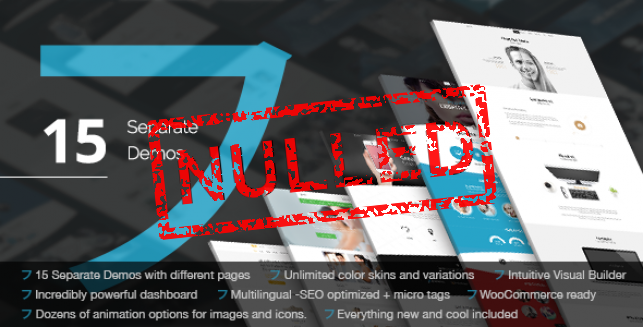 15
Separate
Demos
NULLED
15 Separate Demos with different pages
Unlimited color skins and variations
Intuitive Visual Builder
Incredibly powerful dashboard
Multilingual -SEO optimized + micro tags
WooCommerce ready
Dozens of animation options for images and icons.
Everything new and cool included